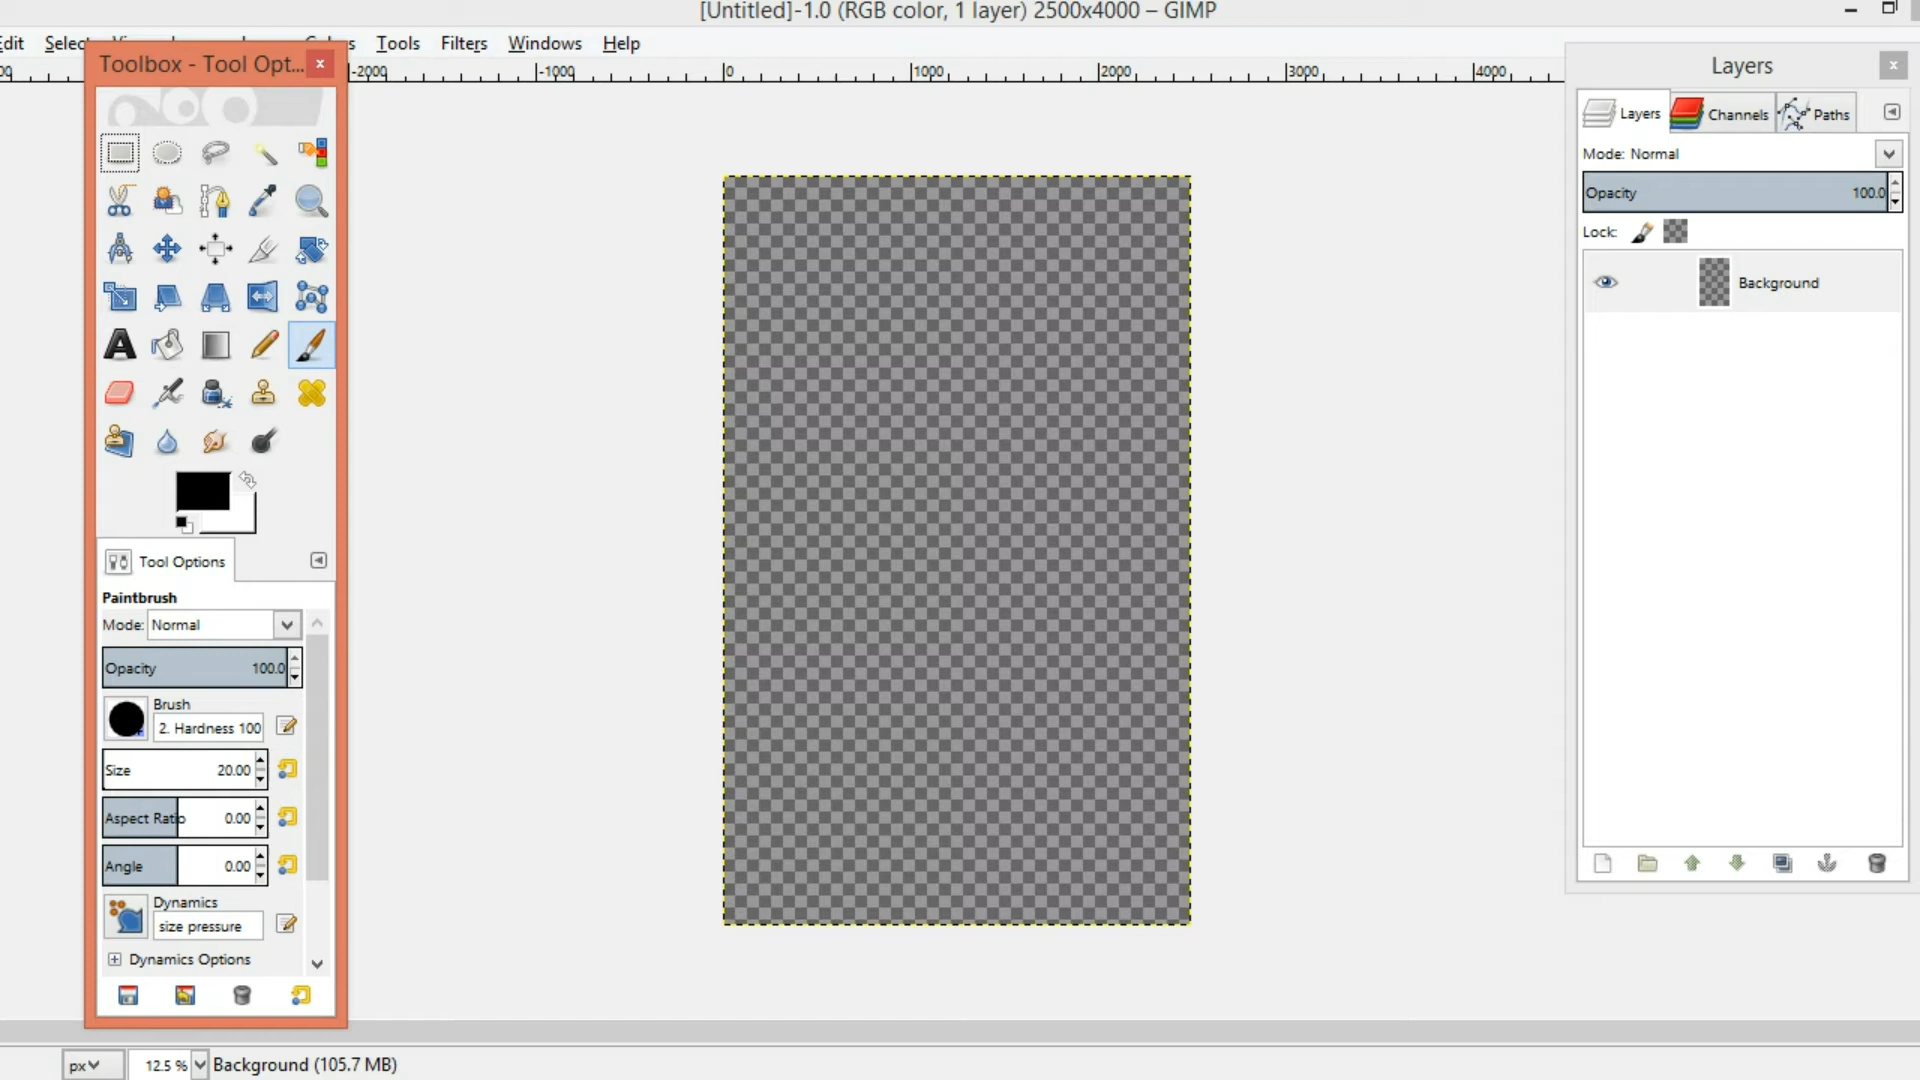 [Untitled]-1.0 (RGB color, 1 layer) 2500x4000 – GIMP
Edit Select Tools Filters Windows Help
Toolbox - Tool Opt...
-2000 -1000 0 1000 2000 3000 4000
Layers
Layers Channels Paths
Mode: Normal
Opacity 100.0
Lock:
Background
Tool Options
Paintbrush
Mode: Normal
Opacity 100.0
Brush
2. Hardness 100
Size 20.00
Aspect Ratio 0.00
Angle 0.00
Dynamics
size pressure
Dynamics Options
px 12.5 % Background (105.7 MB)